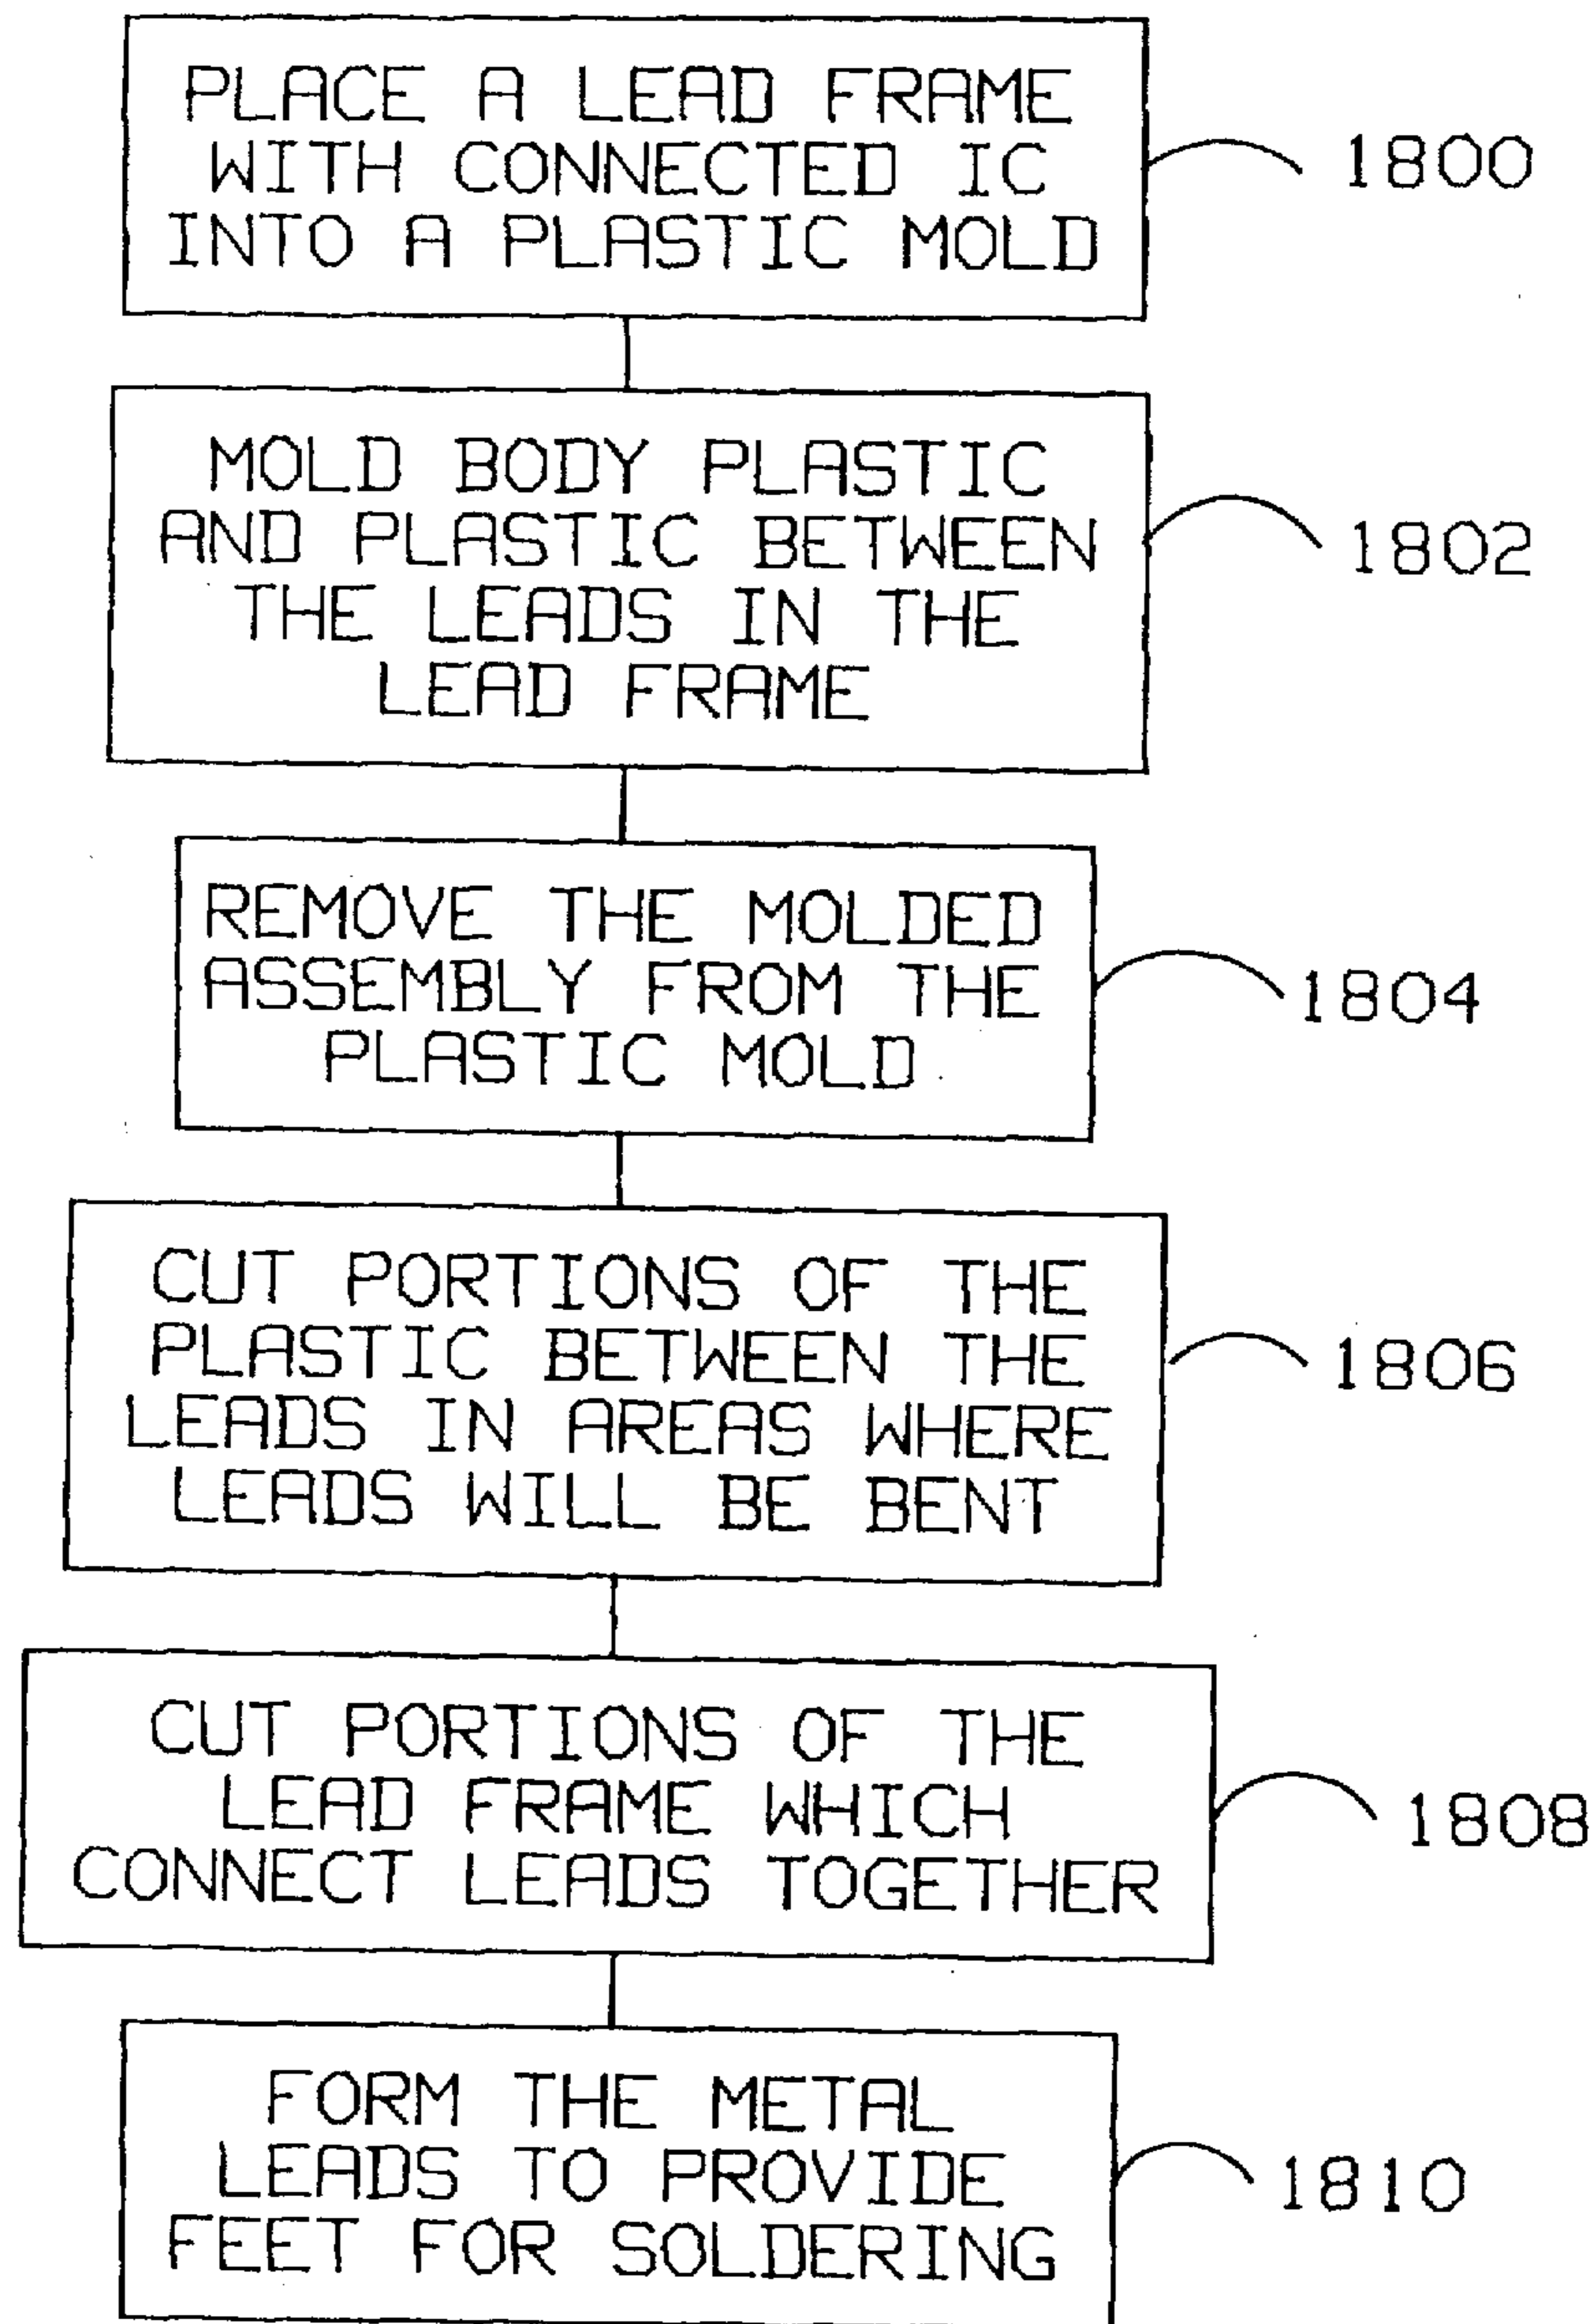 PLACE A LEAD FRAME
WITH CONNECTED IC
INTO A PLASTIC MOLD
1800
MOLD BODY PLASTIC
AND PLASTIC BETWEEN
THE LEADS IN THE
LEAD FRAME
1802
REMOVE THE MOLDED
ASSEMBLY FROM THE
PLASTIC MOLD
1804
CUT PORTIONS OF THE
PLASTIC BETWEEN THE
LEADS IN AREAS WHERE
LEADS WILL BE BENT
1806
CUT PORTIONS OF THE
LEAD FRAME WHICH
CONNECT LEADS TOGETHER
1808
FORM THE METAL
LEADS TO PROVIDE
FEET FOR SOLDERING
1810